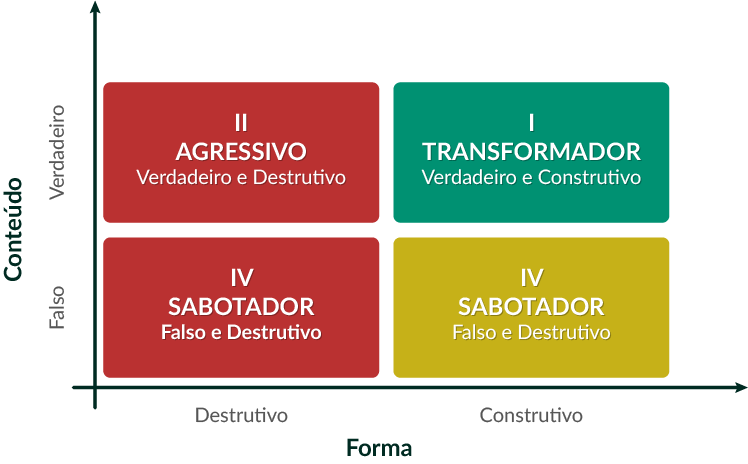 Conteúdo
Verdadeiro
Falso
II
AGRESSIVO
Verdadeiro e Destrutivo
I
TRANSFORMADOR
Verdadeiro e Construtivo
IV
SABOTADOR
Falso e Destrutivo
IV
SABOTADOR
Falso e Destrutivo
Destrutivo
Construtivo
Forma